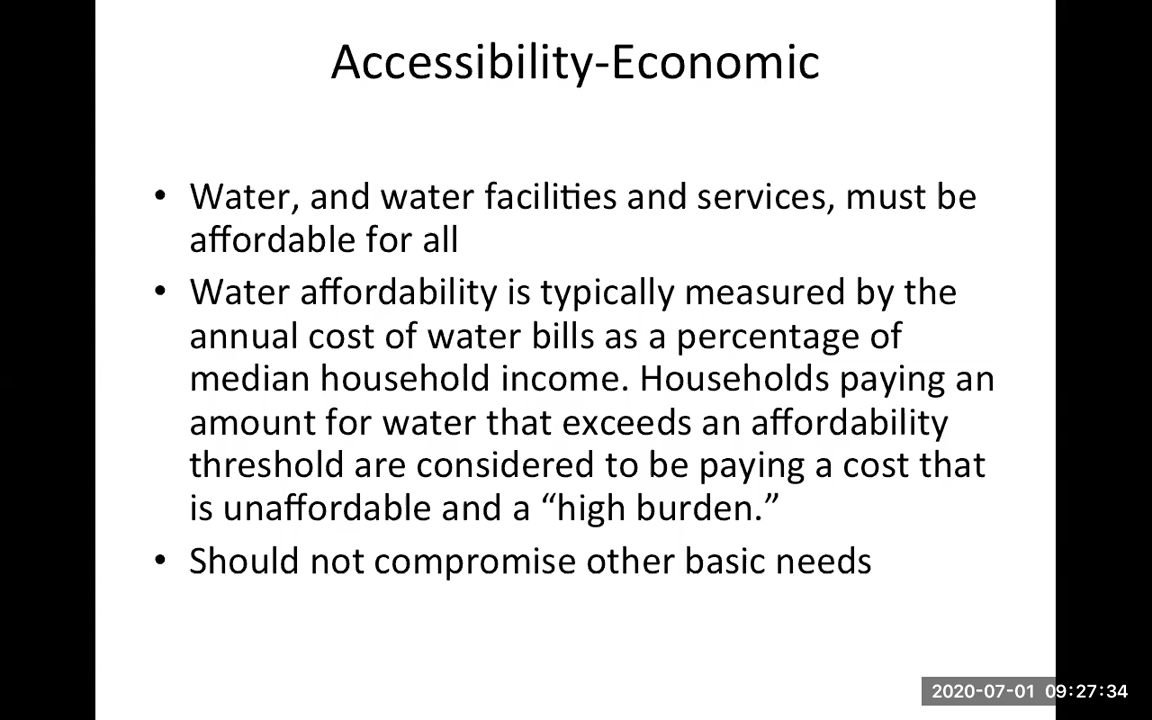 Accessibility-Economic
• Water, and water facilities and services, must be
affordable for all
• Water affordability is typically measured by the
annual cost of water bills as a percentage of
median household income. Households paying an
amount for water that exceeds an affordability
threshold are considered to be paying a cost that
is unaffordable and a “high burden.”
• Should not compromise other basic needs
2020-07-01 09:27:34